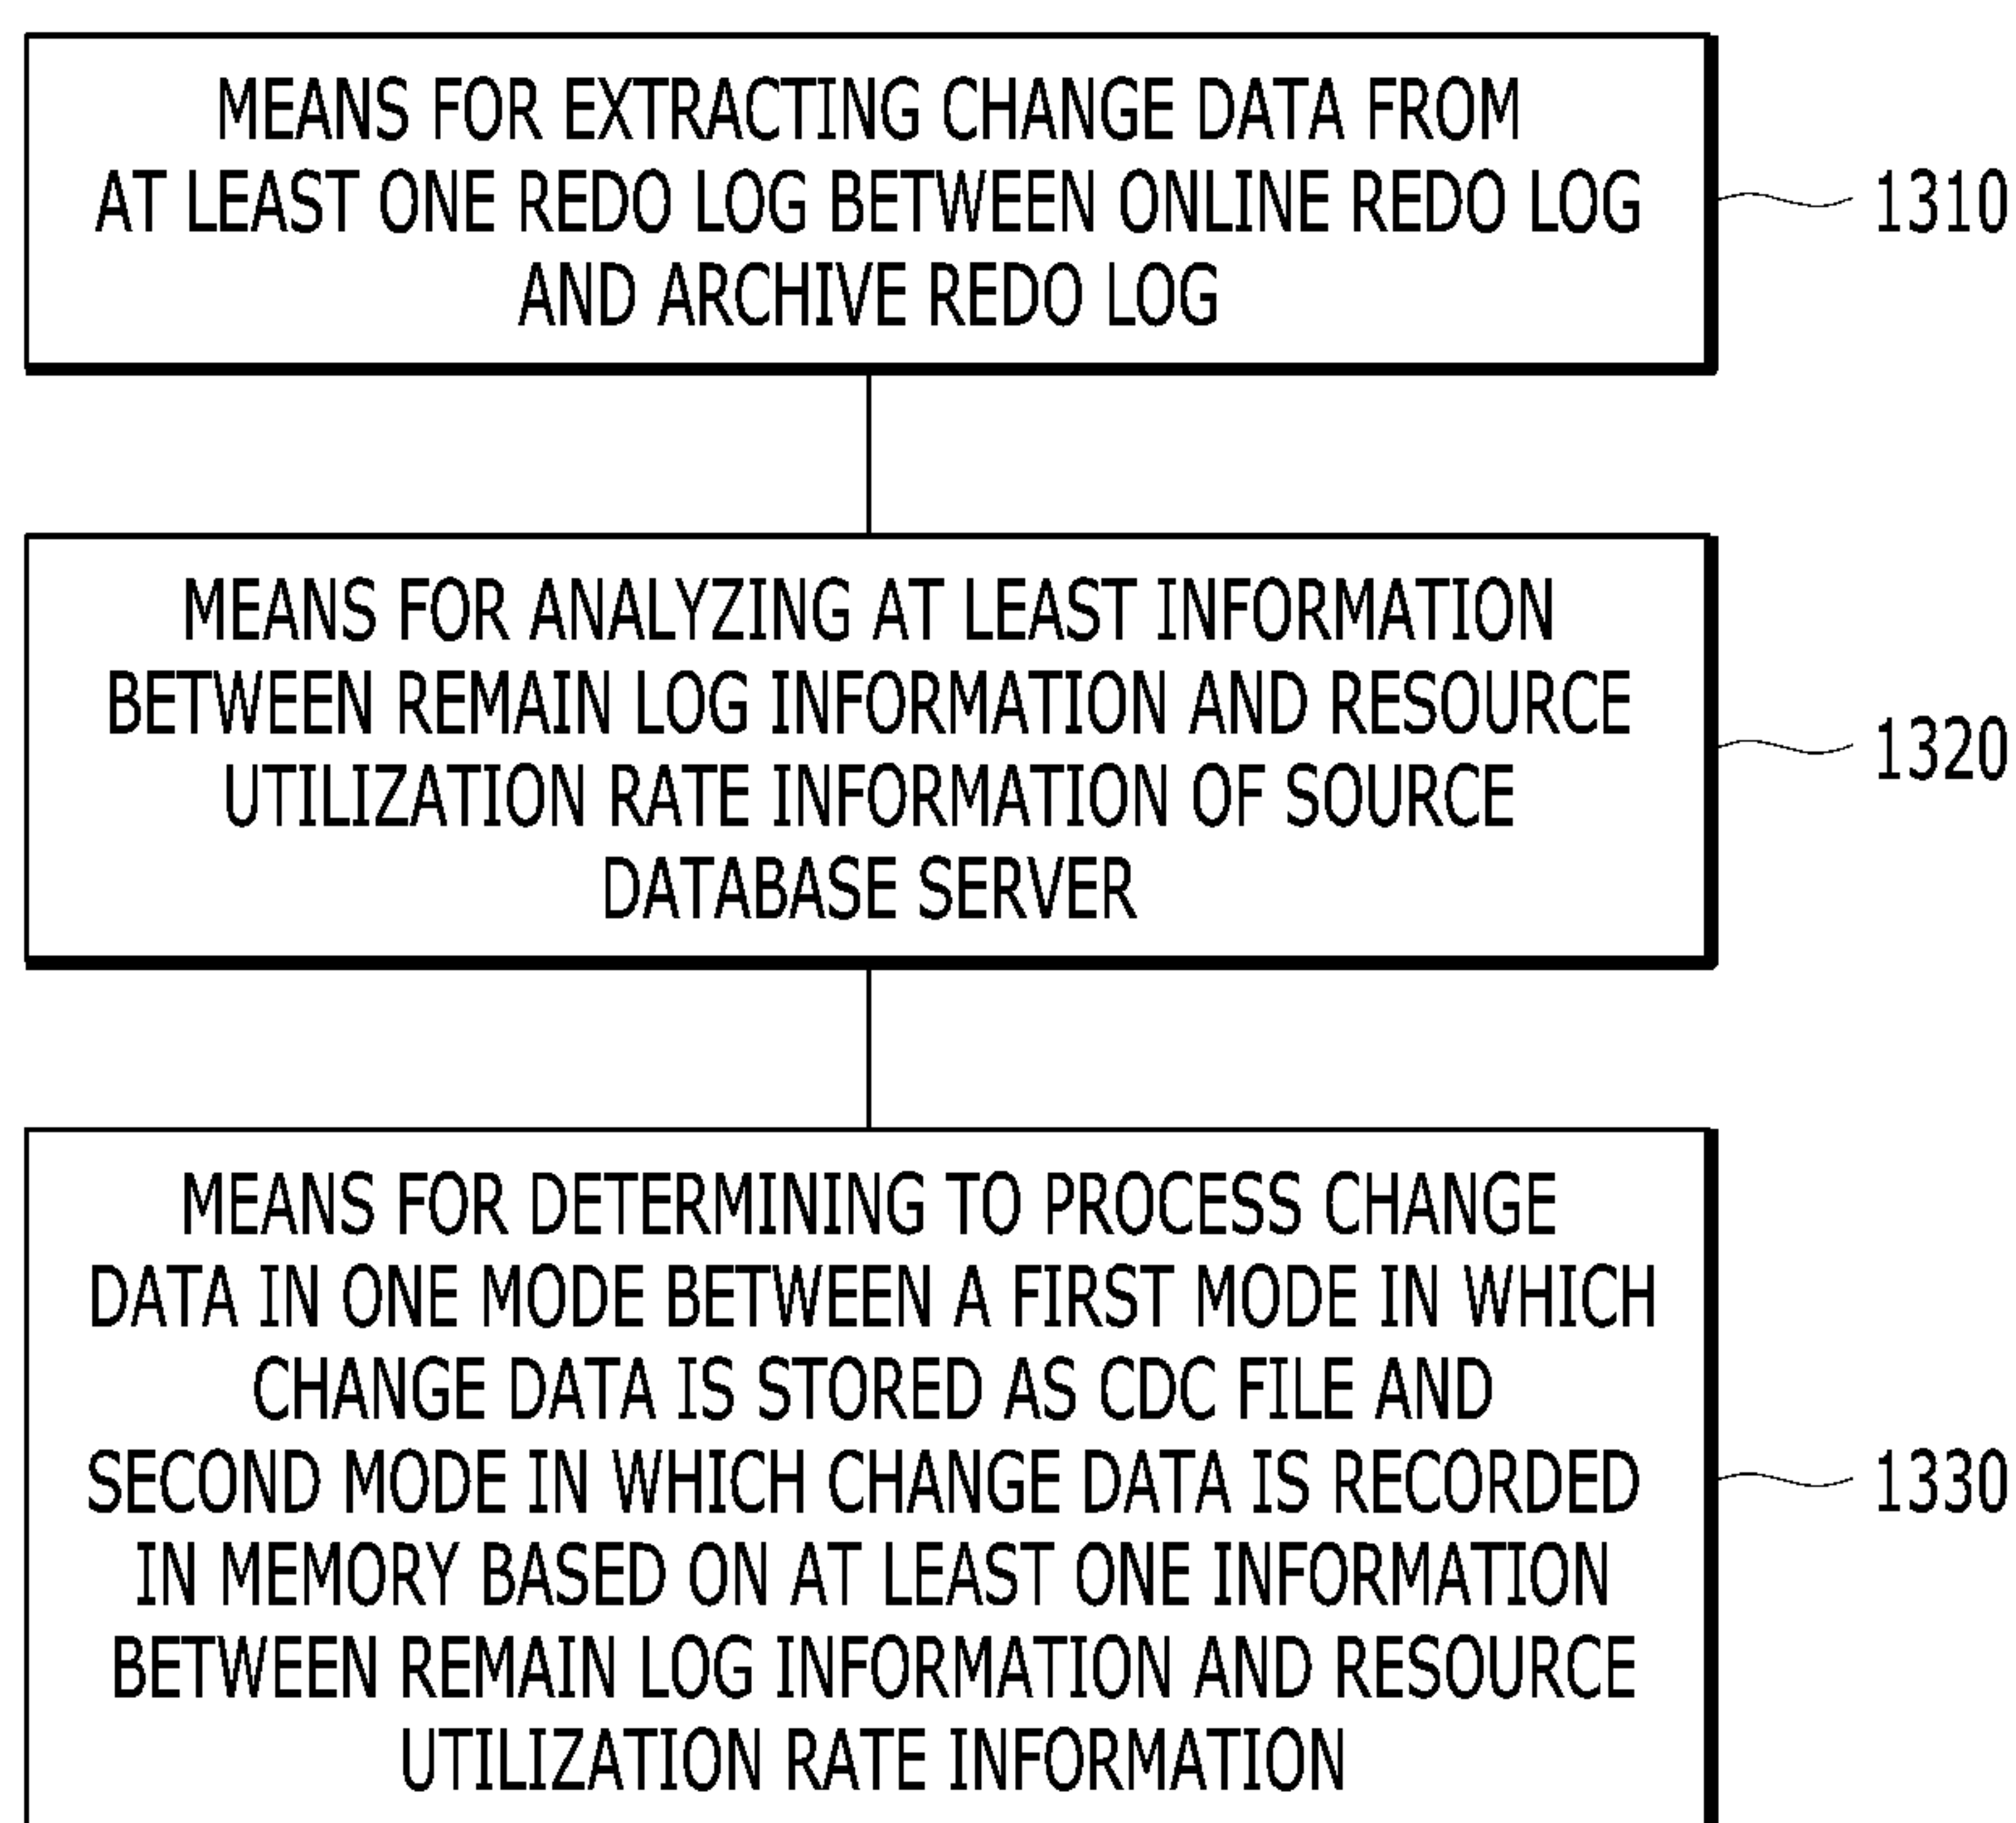 MEANS FOR EXTRACTING CHANGE DATA FROM
AT LEAST ONE REDO LOG BETWEEN ONLINE REDO LOG
AND ARCHIVE REDO LOG
1310
MEANS FOR ANALYZING AT LEAST INFORMATION
BETWEEN REMAIN LOG INFORMATION AND RESOURCE
UTILIZATION RATE INFORMATION OF SOURCE
DATABASE SERVER
1320
MEANS FOR DETERMINING TO PROCESS CHANGE
DATA IN ONE MODE BETWEEN A FIRST MODE IN WHICH
CHANGE DATA IS STORED AS CDC FILE AND
SECOND MODE IN WHICH CHANGE DATA IS RECORDED
IN MEMORY BASED ON AT LEAST ONE INFORMATION
BETWEEN REMAIN LOG INFORMATION AND RESOURCE
UTILIZATION RATE INFORMATION
1330